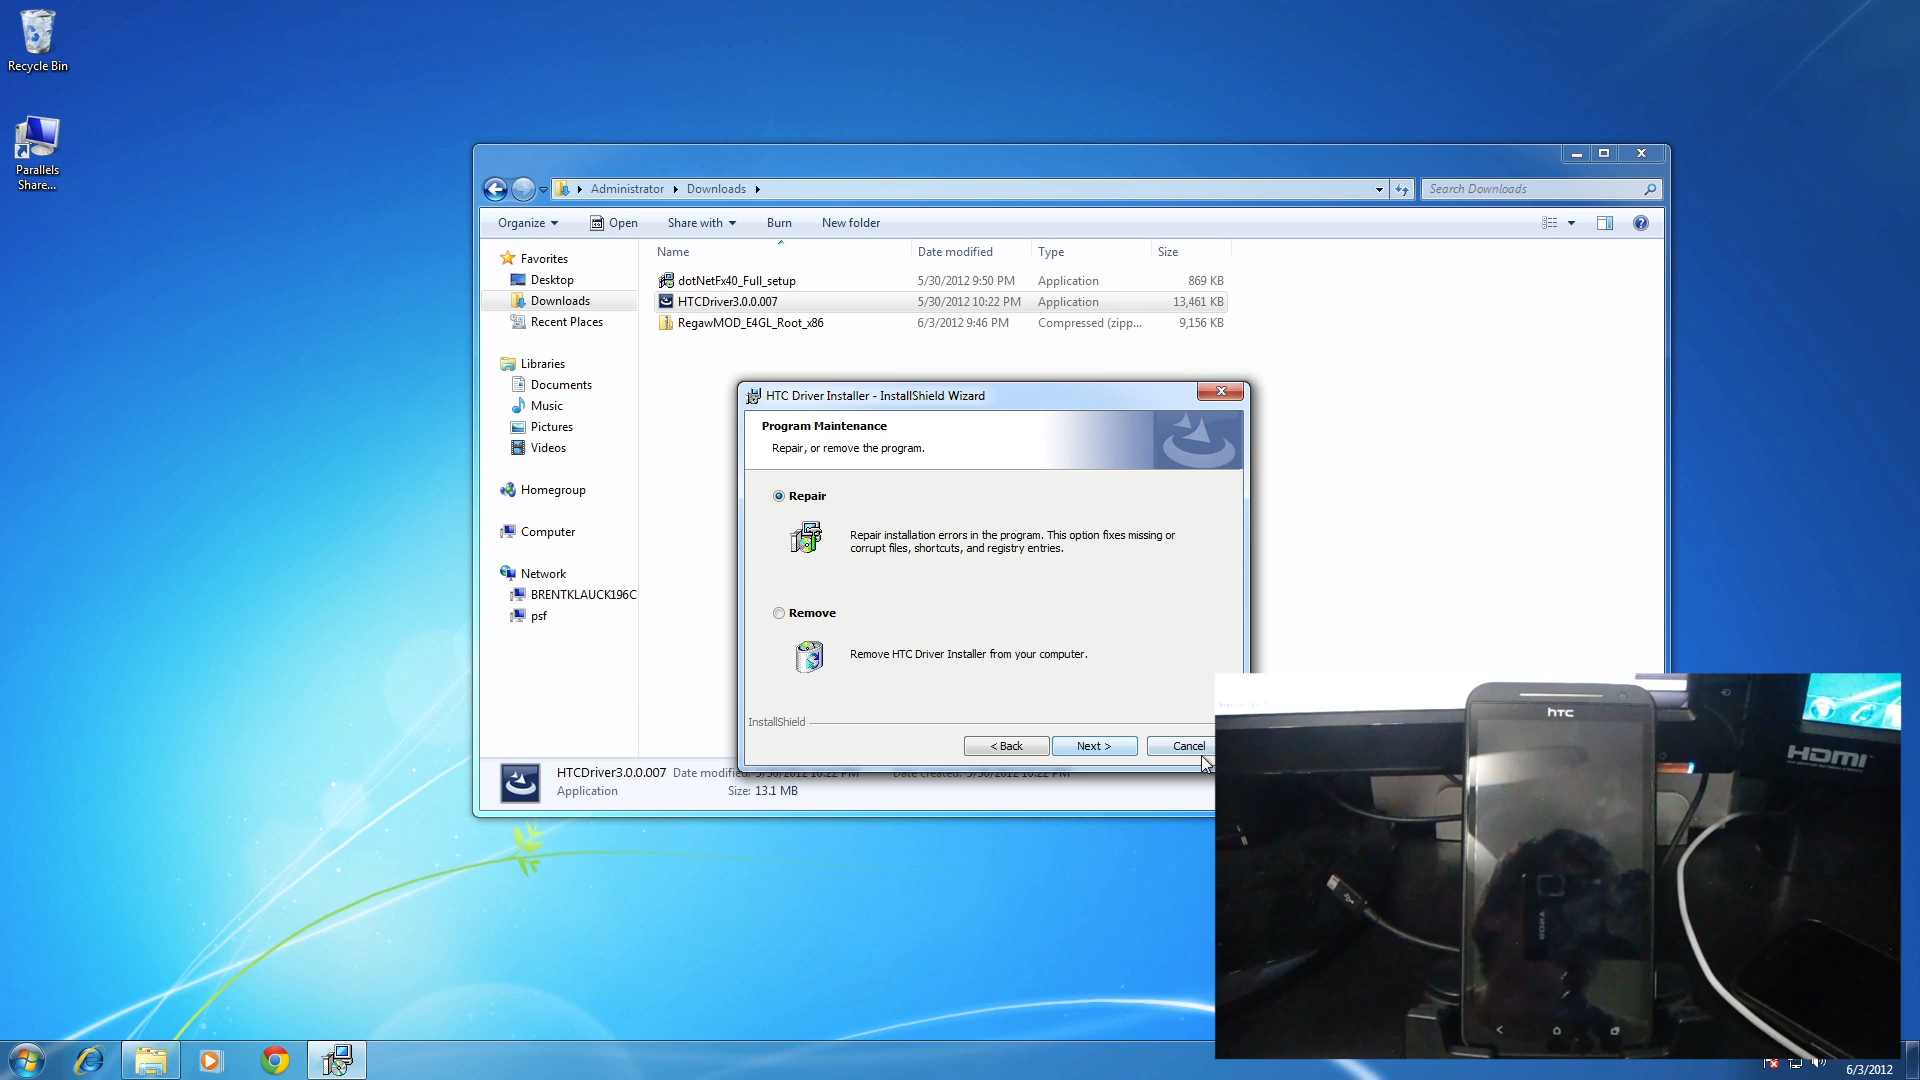 Recycle Bin
Parallels
Share...
Administrator
Downloads
Search Downloads
Organize
Open
Share with
Burn
New folder
Name
Date modified
Type
Size
Favorites
Desktop
Downloads
Recent Places
Libraries
Documents
Music
Pictures
Videos
Homegroup
Computer
Network
BRENTKLAUCK196C
psf
dotNetFx40_Full_setup 5/30/2012 9:50 PM Application 869 KB
HTCDriver3.0.0.007 5/30/2012 10:22 PM Application 13,461 KB
RegawMOD_E4GL_Root_x86 6/3/2012 9:46 PM Compressed (zipp... 9,156 KB
HTC Driver Installer - InstallShield Wizard
Program Maintenance
Repair, or remove the program.
Repair
Repair installation errors in the program. This option fixes missing or
corrupt files, shortcuts, and registry entries.
Remove
Remove HTC Driver Installer from your computer.
InstallShield
< Back
Next >
Cancel
HTCDriver3.0.0.007 Date modified: 5/30/2012 10:22 PM Date created: 5/30/2012 10:22 PM
Application Size: 13.1 MB
hTC
HDMI
6/3/2012